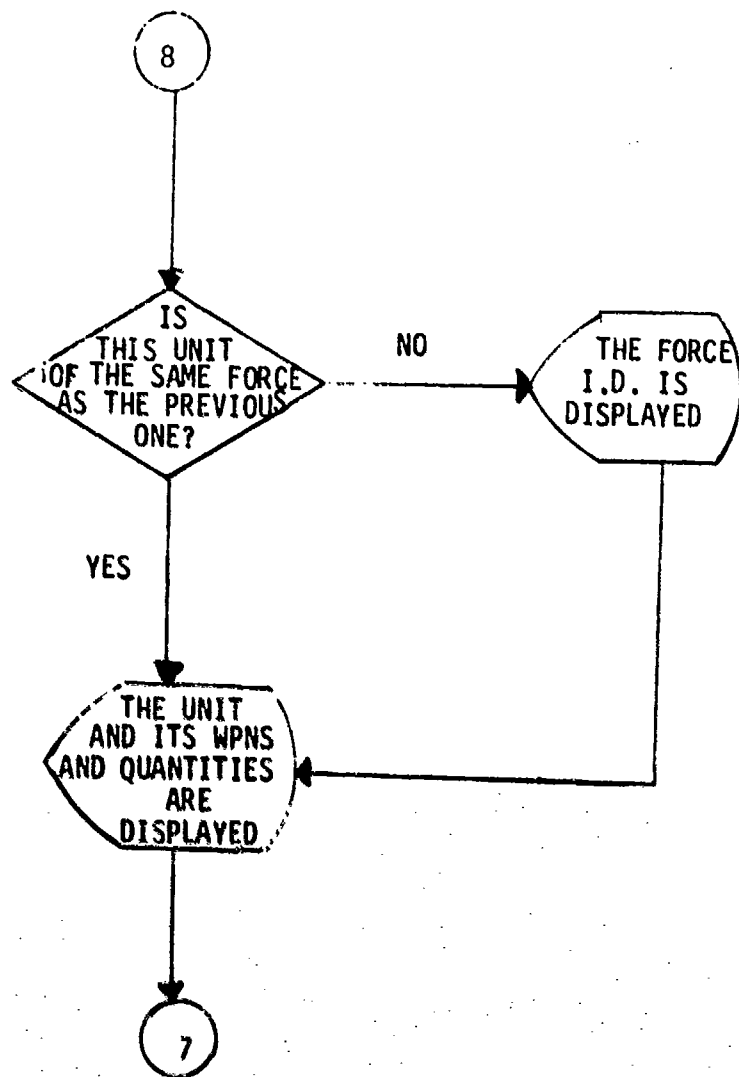 8
IS
THIS UNIT
OF THE SAME FORCE
AS THE PREVIOUS
ONE?
NO
THE FORCE
I.D. IS
DISPLAYED
YES
THE UNIT
AND ITS WPNS
AND QUANTITIES
ARE
DISPLAYED
7